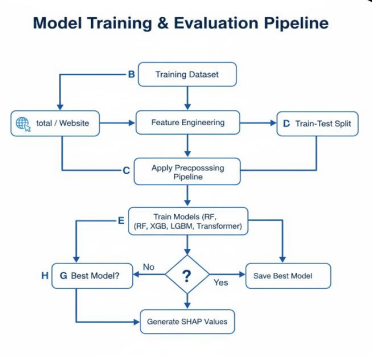 Model Training & Evaluation Pipeline
B
Training Dataset
total / Website
Feature Engineering
D Train-Test Split
C
Apply Precposssing
Pipeline
E
Train Models (RF,
(RF, XGB, LGBM, Transformer)
H
G Best Model?
No
?
Yes
Save Best Model
Generate SHAP Values